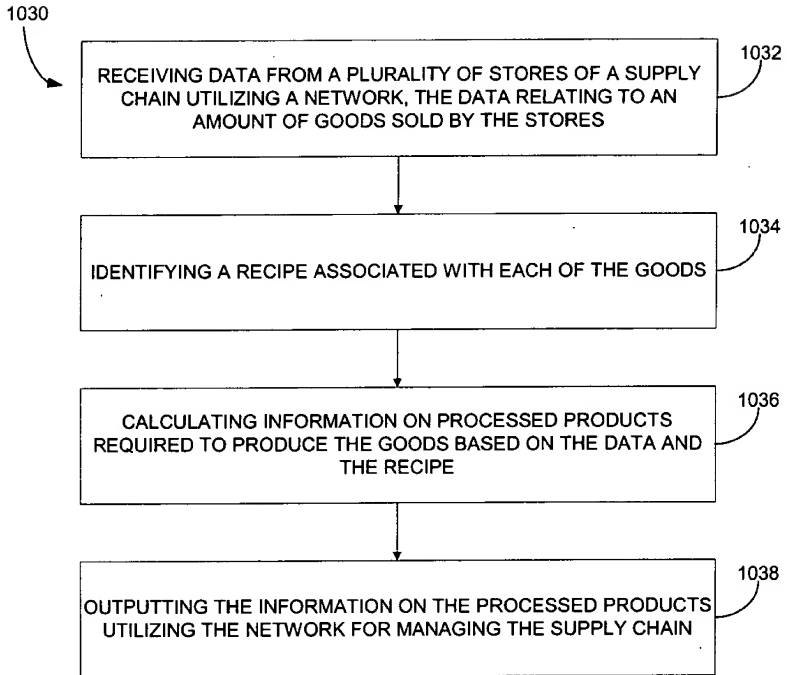 1030
1032
RECEIVING DATA FROM A PLURALITY OF STORES OF A SUPPLY
CHAIN UTILIZING A NETWORK, THE DATA RELATING TO AN
AMOUNT OF GOODS SOLD BY THE STORES
1034
IDENTIFYING A RECIPE ASSOCIATED WITH EACH OF THE GOODS
1036
CALCULATING INFORMATION ON PROCESSED PRODUCTS
REQUIRED TO PRODUCE THE GOODS BASED ON THE DATA AND
THE RECIPE
1038
OUTPUTTING THE INFORMATION ON THE PROCESSED PRODUCTS
UTILIZING THE NETWORK FOR MANAGING THE SUPPLY CHAIN